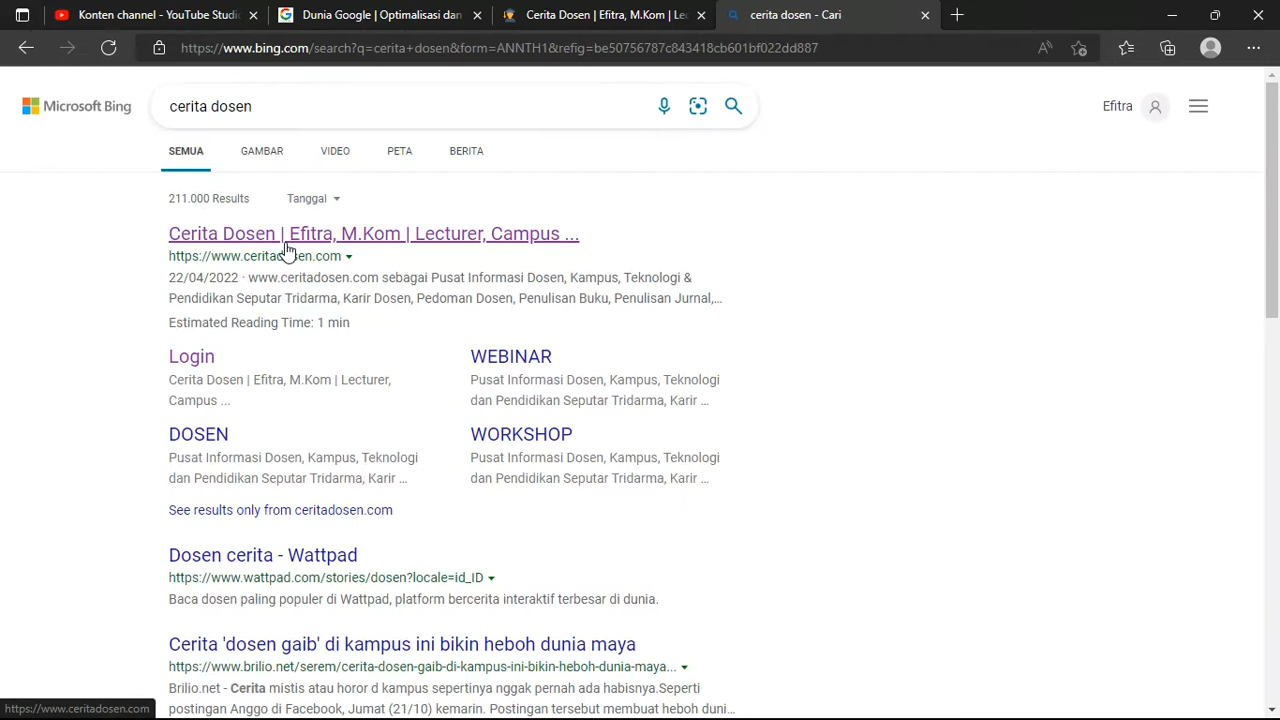 Konten channel - YouTube Studio
Dunia Google | Optimalisasi dan
Cerita Dosen | Efitra, M.Kom | Lec
cerita dosen - Cari
https://www.bing.com/search?q=cerita+dosen&form=ANNTH1&refig=be50756787c843418cb601bf022dd887
Microsoft Bing
cerita dosen
Efitra
SEMUA
GAMBAR
VIDEO
PETA
BERITA
211.000 Results
Tanggal
Cerita Dosen | Efitra, M.Kom | Lecturer, Campus ...
https://www.ceritadosen.com
22/04/2022 · www.ceritadosen.com sebagai Pusat Informasi Dosen, Kampus, Teknologi &
Pendidikan Seputar Tridarma, Karir Dosen, Pedoman Dosen, Penulisan Buku, Penulisan Jurnal,...
Estimated Reading Time: 1 min
Login
Cerita Dosen | Efitra, M.Kom | Lecturer,
Campus ...
WEBINAR
Pusat Informasi Dosen, Kampus, Teknologi
dan Pendidikan Seputar Tridarma, Karir ...
DOSEN
Pusat Informasi Dosen, Kampus, Teknologi
dan Pendidikan Seputar Tridarma, Karir ...
WORKSHOP
Pusat Informasi Dosen, Kampus, Teknologi
dan Pendidikan Seputar Tridarma, Karir ...
See results only from ceritadosen.com
Dosen cerita - Wattpad
https://www.wattpad.com/stories/dosen?locale=id_ID
Baca dosen paling populer di Wattpad, platform bercerita interaktif terbesar di dunia.
Cerita 'dosen gaib' di kampus ini bikin heboh dunia maya
https://www.brilio.net/serem/cerita-dosen-gaib-di-kampus-ini-bikin-heboh-dunia-maya...
Brilio.net - Cerita mistis atau horor d kampus sepertinya nggak pernah ada habisnya.Seperti
postingan Anggo di Facebook, Jumat (21/10) kemarin. Postingan tersebut membuat heboh duni...
https://www.ceritadosen.com